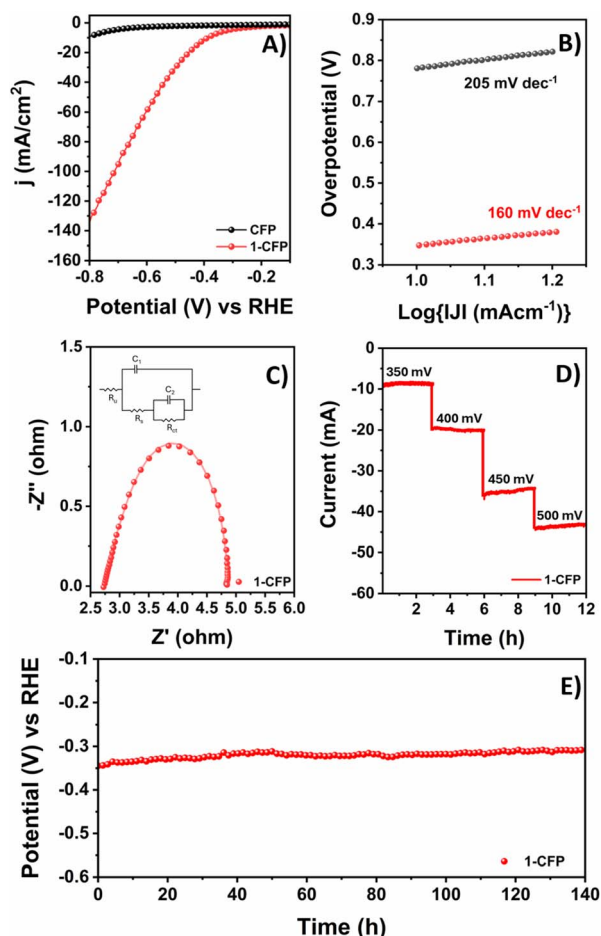 A)
j (mA/cm²)
0
-20
-40
-60
-80
-100
-120
-140
-160
-0.8 -0.6 -0.4 -0.2
CFP
1-CFP
Potential (V) vs RHE
B)
Overpotential (V)
0.9
0.8
0.7
0.6
0.5
0.4
0.3
205 mV dec⁻¹
160 mV dec⁻¹
1.0 1.1 1.2
Log{IJI (mAcm⁻¹)}
C)
-Z'' (ohm)
1.5
1.0
0.5
0.0
C₁
C₂
Rᵤ
Rₛ
R꜀ₜ
1-CFP
2.5 3.0 3.5 4.0 4.5 5.0 5.5 6.0
Z' (ohm)
D)
Current (mA)
0
-10
-20
-30
-40
-50
-60
350 mV
400 mV
450 mV
500 mV
1-CFP
2 4 6 8 10 12
Time (h)
E)
Potential (V) vs RHE
-0.1
-0.2
-0.3
-0.4
-0.5
-0.6
1-CFP
0 20 40 60 80 100 120 140
Time (h)